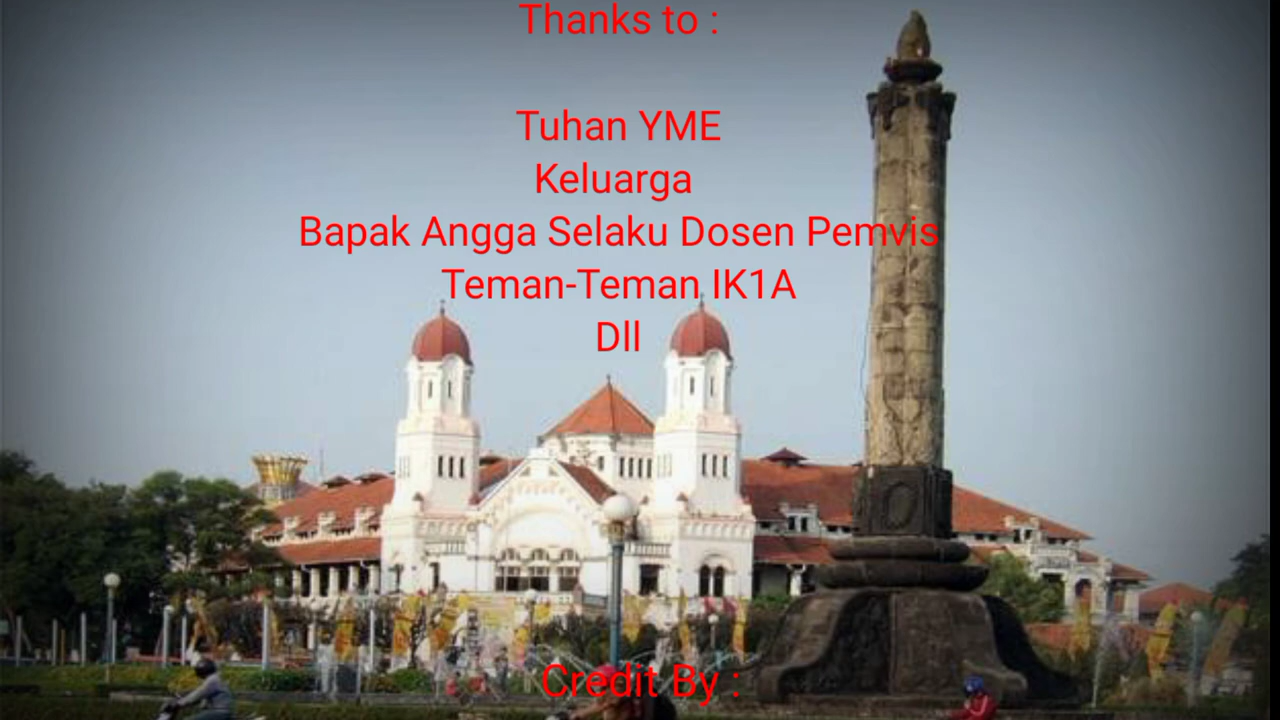 Thanks to :
Tuhan YME
Keluarga
Bapak Angga Selaku Dosen Pemvis
Teman-Teman IK1A
Dll
Credit By :